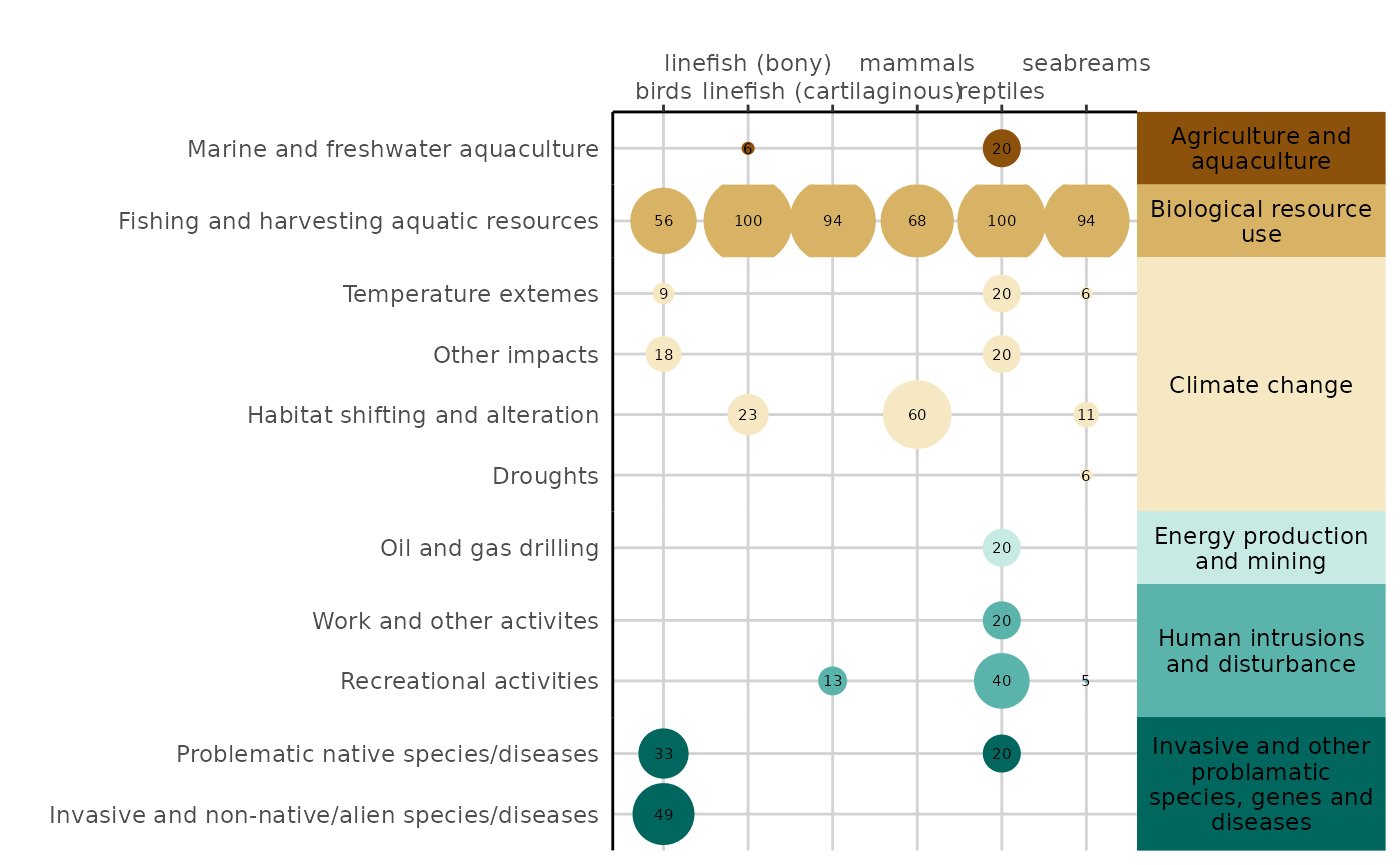 linefish (bony) mammals seabreams
birds linefish (cartilaginous) reptiles
Marine and freshwater aquaculture 6 20 Agriculture and
aquaculture
Fishing and harvesting aquatic resources 56 100 94 68 100 94 Biological resource
use
Temperature extemes 9 20 6
Other impacts 18 20
Climate change
Habitat shifting and alteration 23 60 11
Droughts 6
Oil and gas drilling 20 Energy production
and mining
Work and other activites 20
Human intrusions
and disturbance
Recreational activities 13 40 5
Problematic native species/diseases 33 20
Invasive and other
problamatic
species, genes and
diseases
Invasive and non-native/alien species/diseases 49